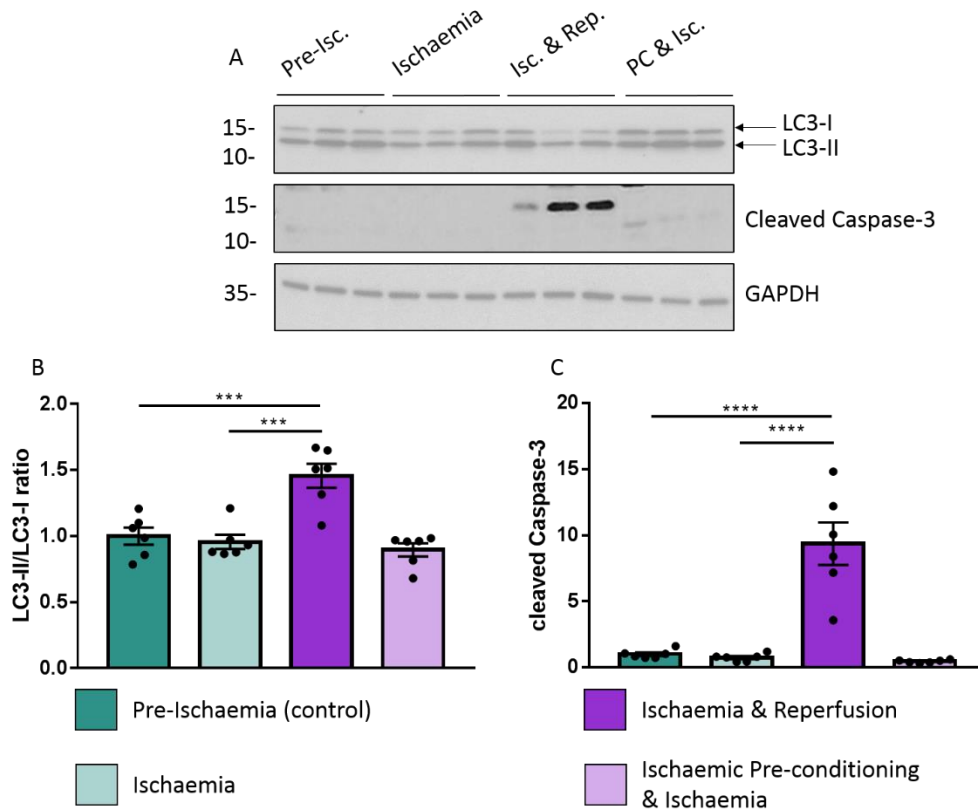 A
Pre-Isc.
Ischaemia
Isc. & Rep.
PC & Isc.
15-
10-
LC3-I
LC3-II
15-
10-
Cleaved Caspase-3
35-
GAPDH
B
LC3-II/LC3-I ratio
2.0
1.5
1.0
0.5
0.0
***
***
C
cleaved Caspase-3
20
15
10
5
0
****
****
Pre-Ischaemia (control)
Ischaemia
Ischaemia & Reperfusion
Ischaemic Pre-conditioning
& Ischaemia